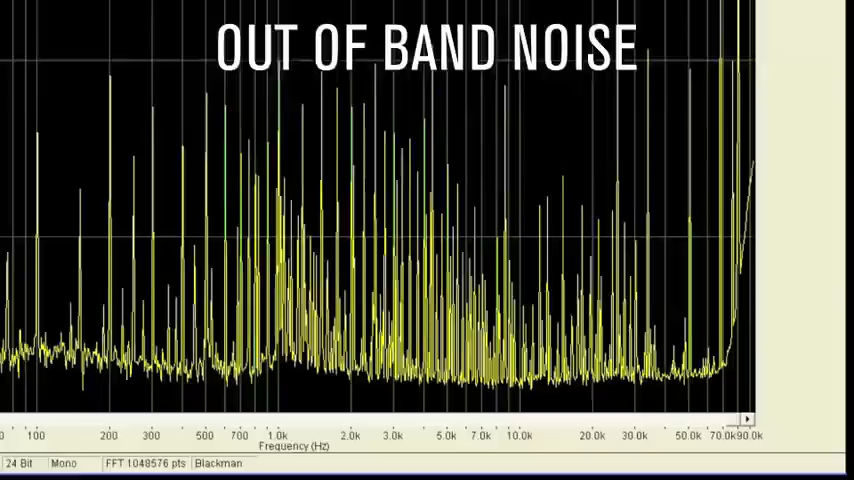 OUT OF BAND NOISE
100 200 300 500 700 1.0k 2.0k 3.0k 5.0k 7.0k 10.0k 20.0k 30.0k 50.0k 70.0k 90.0k
Frequency (Hz)
24 Bit Mono FFT 1048576 pts Blackman